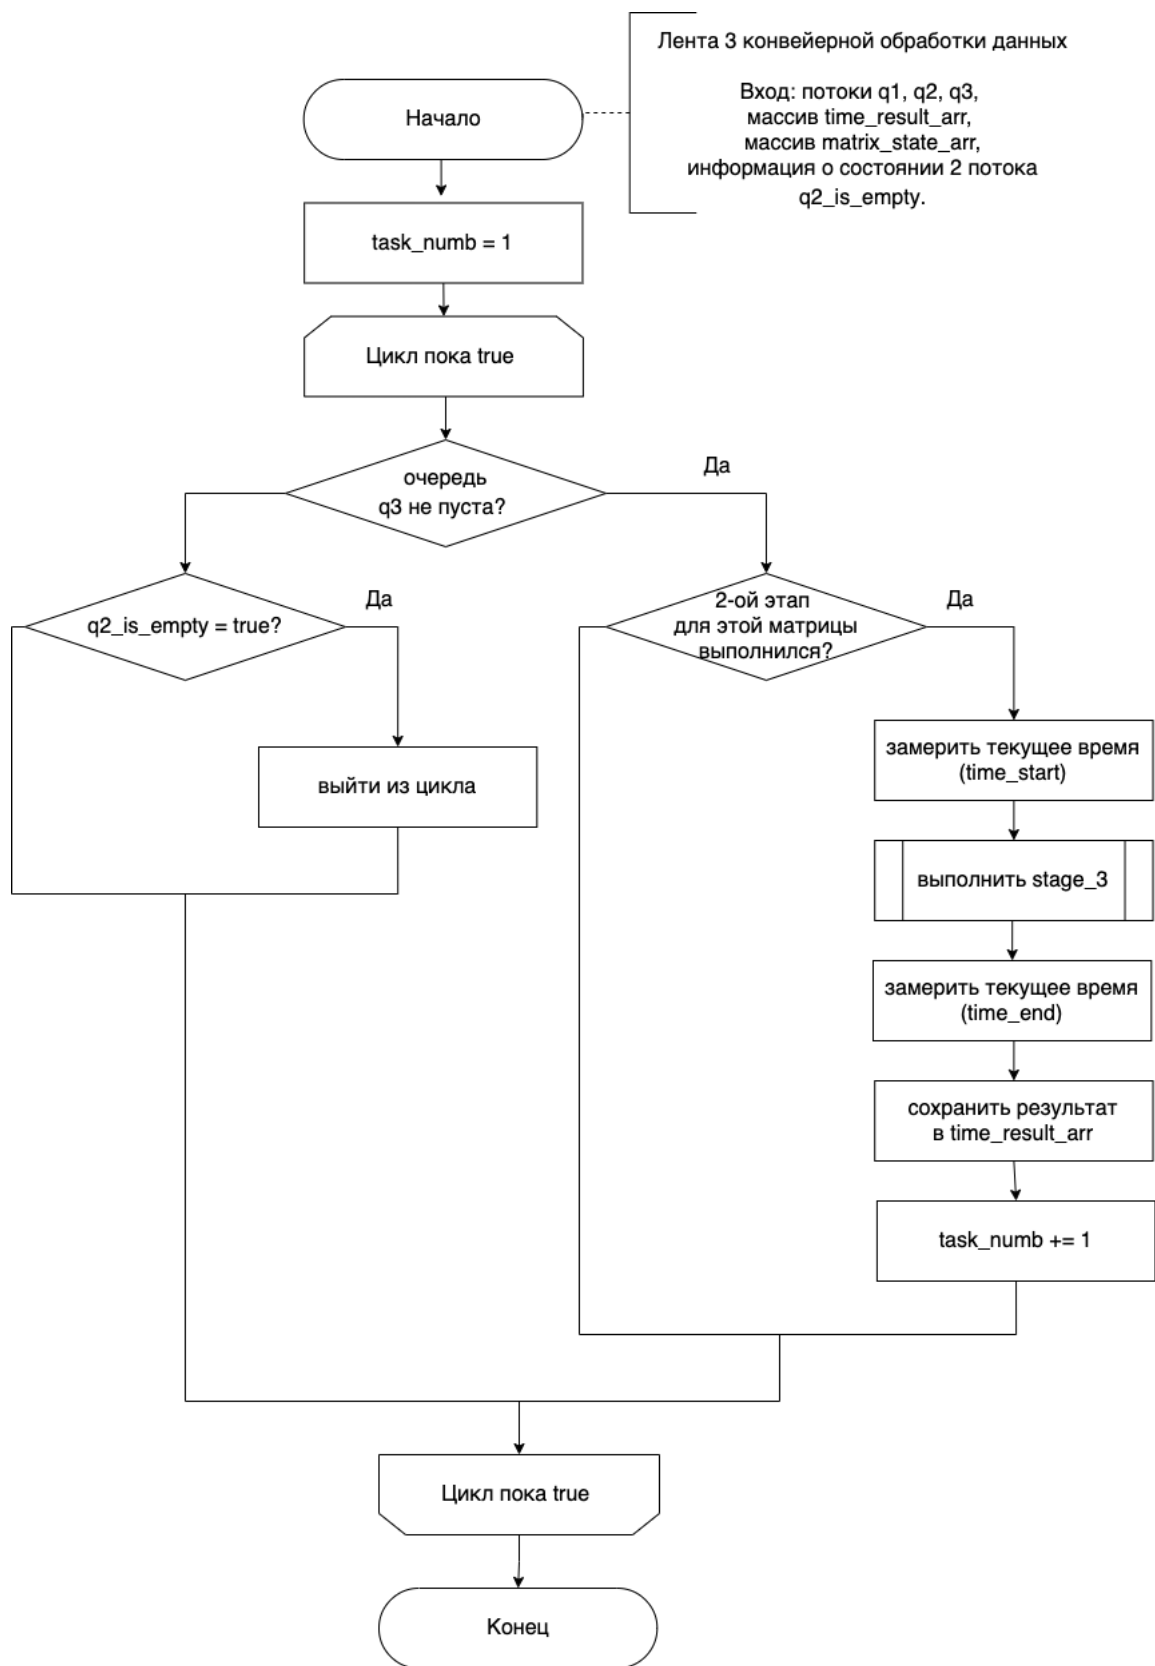 Лента 3 конвейерной обработки данных
Вход: потоки q1, q2, q3,
массив time_result_arr,
массив matrix_state_arr,
информация о состоянии 2 потока
q2_is_empty.
Начало
task_numb = 1
Цикл пока true
очередь
q3 не пуста?
Да
q2_is_empty = true?
Да
выйти из цикла
2-ой этап
для этой матрицы
выполнился?
Да
замерить текущее время
(time_start)
выполнить stage_3
замерить текущее время
(time_end)
сохранить результат
в time_result_arr
task_numb += 1
Цикл пока true
Конец